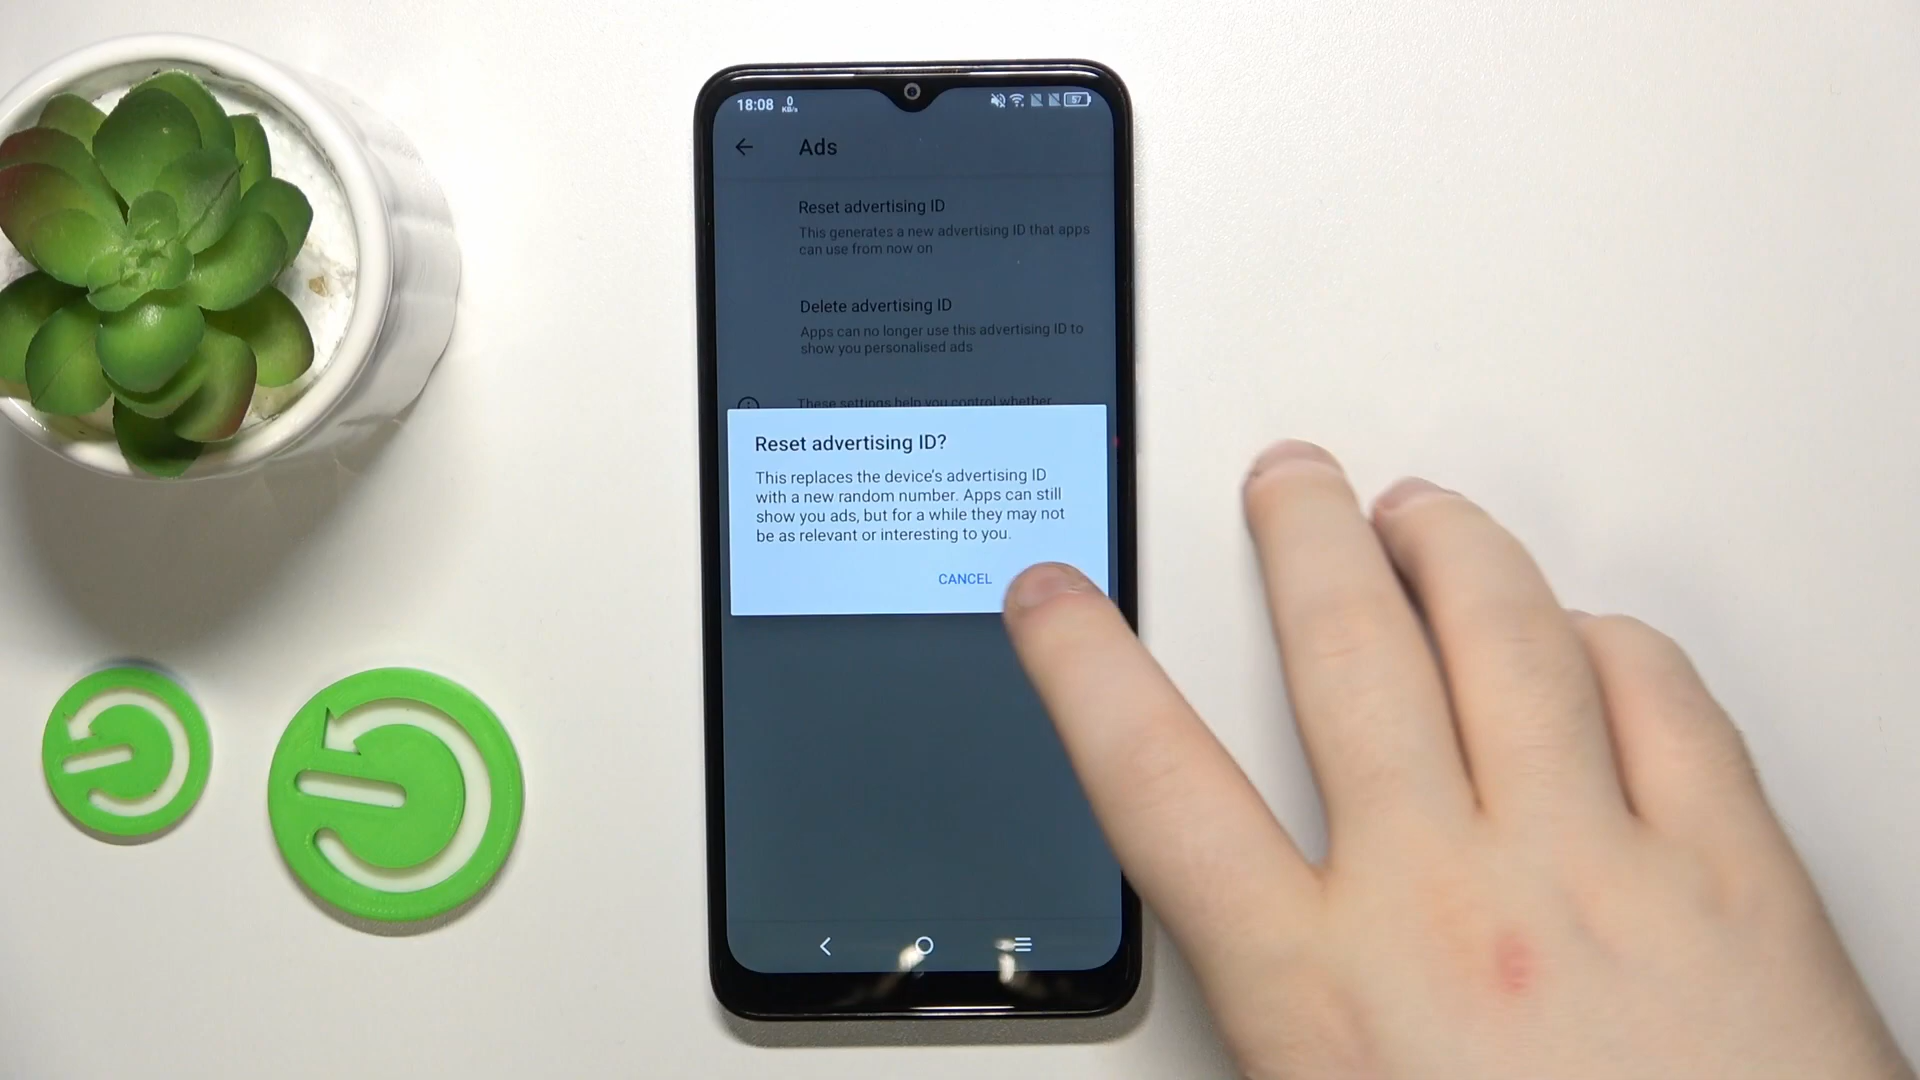 18:08 0 KB/s 57
Ads
Reset advertising ID
This generates a new advertising ID that apps
can use from now on
Delete advertising ID
Apps can no longer use this advertising ID to
show you personalised ads
These settings help you control whether
Reset advertising ID?
This replaces the device's advertising ID
with a new random number. Apps can still
show you ads, but for a while they may not
be as relevant or interesting to you.
CANCEL